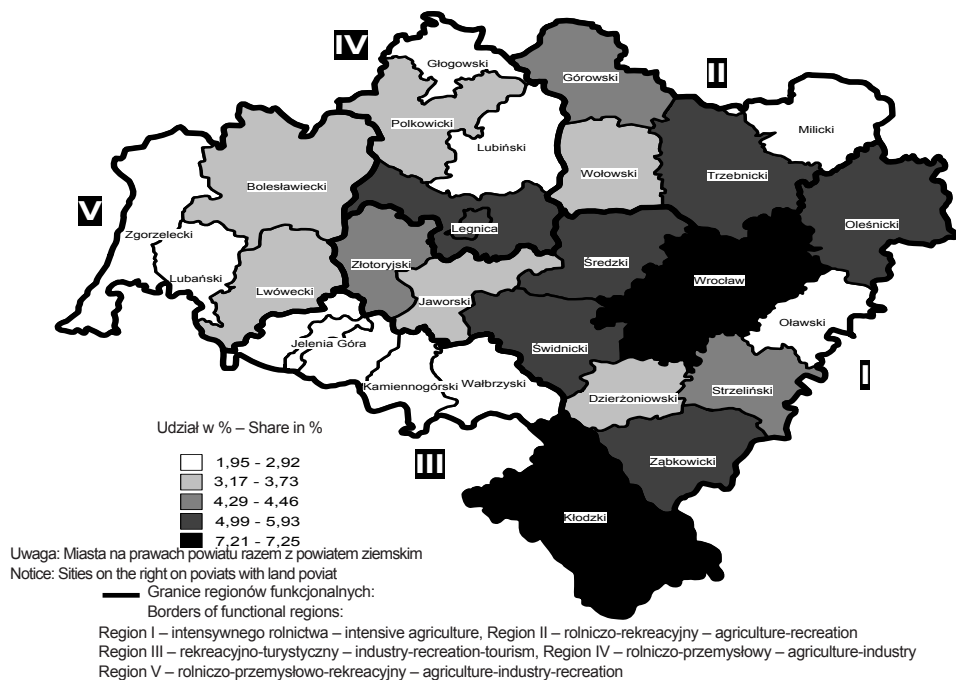 IV
Głogowski
II
Górowski
Polkowicki
Milicki
Lubiński
Wołowski
Trzebnicki
Bolesławiecki
V
Legnica
Oleśnicki
Zgorzelecki
Złotoryjski
Średzki
Lubański
Wrocław
Lwówecki
Jaworski
Oławski
Jelenia Góra
Świdnicki
I
Kamiennogórski
Wałbrzyski
Dzierżoniowski
Strzeliński
Udział w % – Share in %
III
Ząbkowicki
1,95 - 2,92
3,17 - 3,73
4,29 - 4,46
4,99 - 5,93
Kłodzki
7,21 - 7,25
Uwaga: Miasta na prawach powiatu razem z powiatem ziemskim
Notice: Sities on the right on poviats with land poviat
Granice regionów funkcjonalnych:
Borders of functional regions:
Region I – intensywnego rolnictwa – intensive agriculture, Region II – rolniczo-rekreacyjny – agriculture-recreation
Region III – rekreacyjno-turystyczny – industry-recreation-tourism, Region IV – rolniczo-przemysłowy – agriculture-industry
Region V – rolniczo-przemysłowo-rekreacyjny – agriculture-industry-recreation